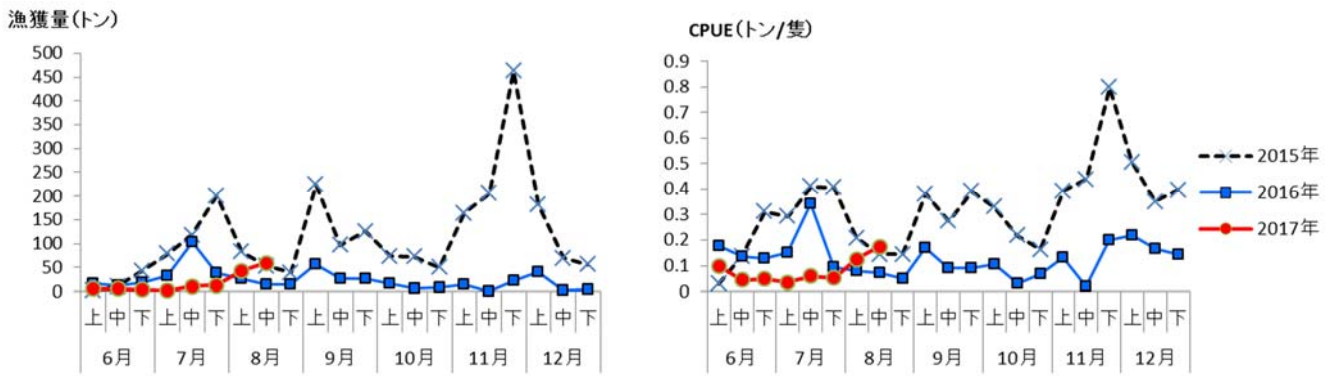 漁獲量(トン)
500
450
400
350
300
250
200
150
100
50
0
上 中 下 上 中 下 上 中 下 上 中 下 上 中 下 上 中 下 上 中 下
6月 7月 8月 9月 10月 11月 12月
CPUE(トン/隻)
0.9
0.8
0.7
0.6
0.5
0.4
0.3
0.2
0.1
0
上 中 下 上 中 下 上 中 下 上 中 下 上 中 下 上 中 下 上 中 下
6月 7月 8月 9月 10月 11月 12月
2015年
2016年
2017年